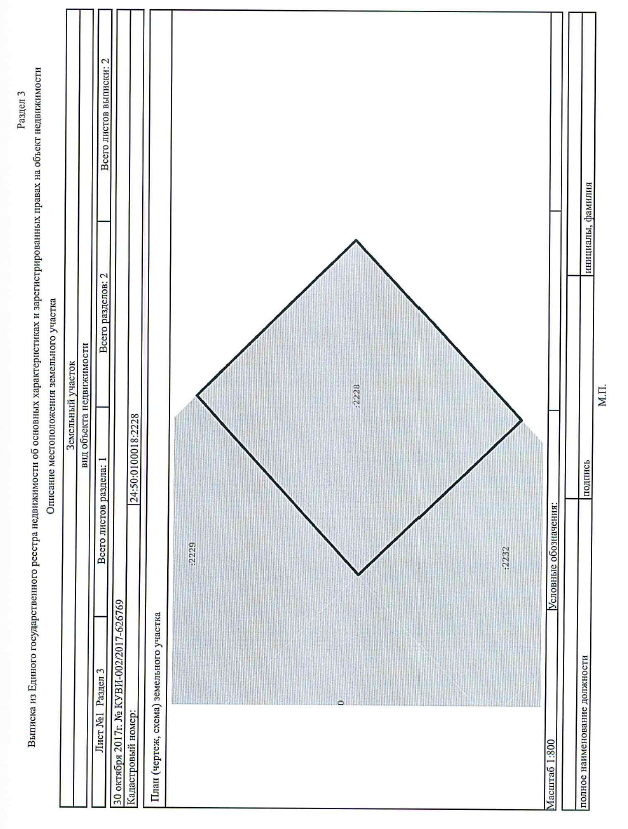 Раздел 3
Выписка из Единого государственного реестра недвижимости об основных характеристиках и зарегистрированных правах на объект недвижимости
Описание местоположения земельного участка
Земельный участок
вид объекта недвижимости
Лист №1 Раздел 3 Всего листов раздела: 1 Всего разделов: 2 Всего листов выписки: 2
30 октября 2017г. № КУВИ-002/2017-626769
Кадастровый номер: 24:50:0100018:2228
План (чертеж, схема) земельного участка
:2229
:2228
:2232
Масштаб 1:800 Условные обозначения:
полное наименование должности подпись инициалы, фамилия
М.П.